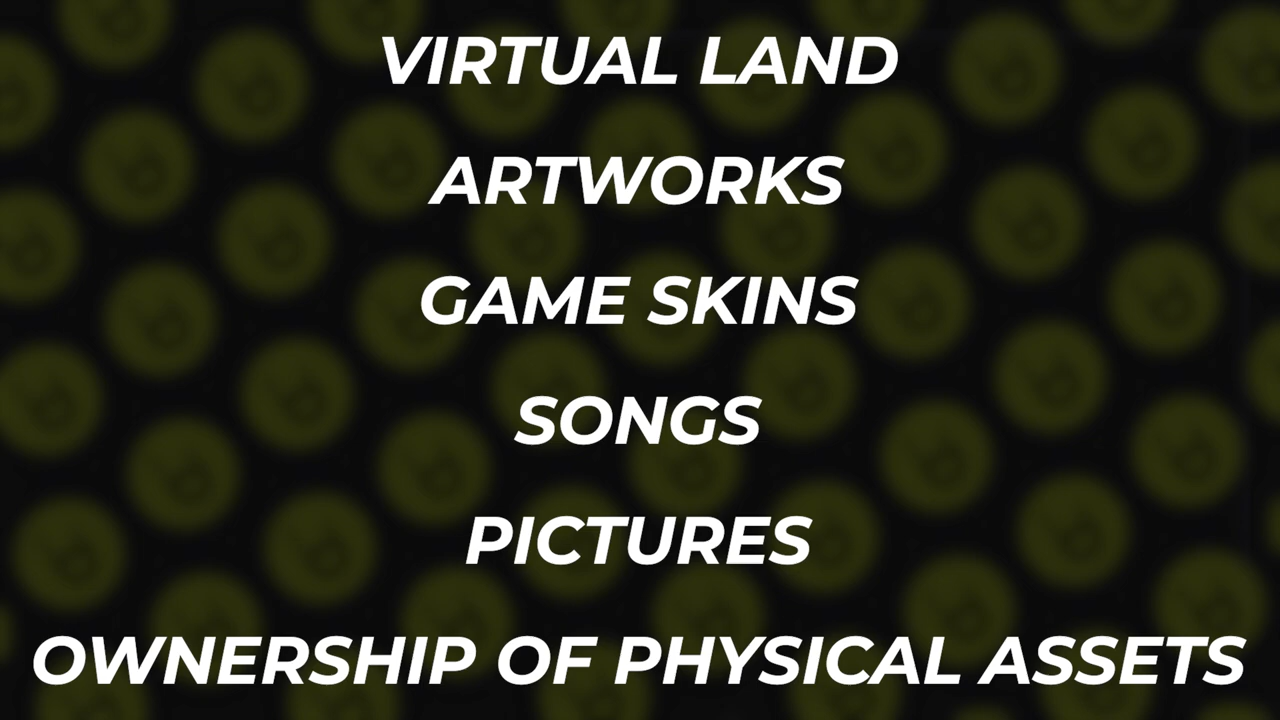 VIRTUAL LAND
ARTWORKS
GAME SKINS
SONGS
PICTURES
OWNERSHIP OF PHYSICAL ASSETS